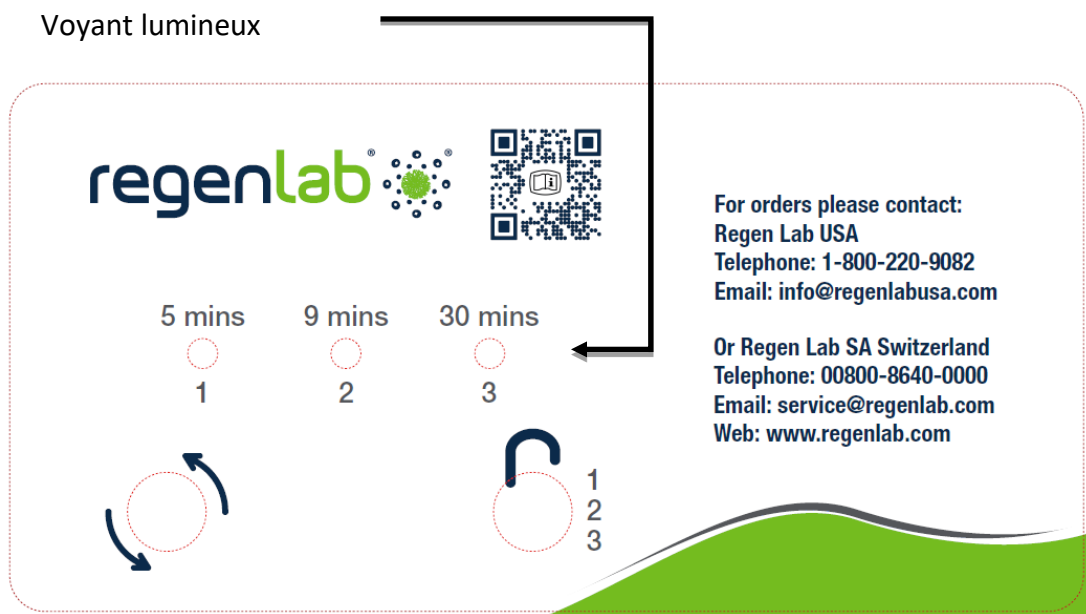 Voyant lumineux
regenlab® ®
5 mins 9 mins 30 mins
1 2 3
1
2
3
For orders please contact:
Regen Lab USA
Telephone: 1-800-220-9082
Email: info@regenlabusa.com
Or Regen Lab SA Switzerland
Telephone: 00800-8640-0000
Email: service@regenlab.com
Web: www.regenlab.com